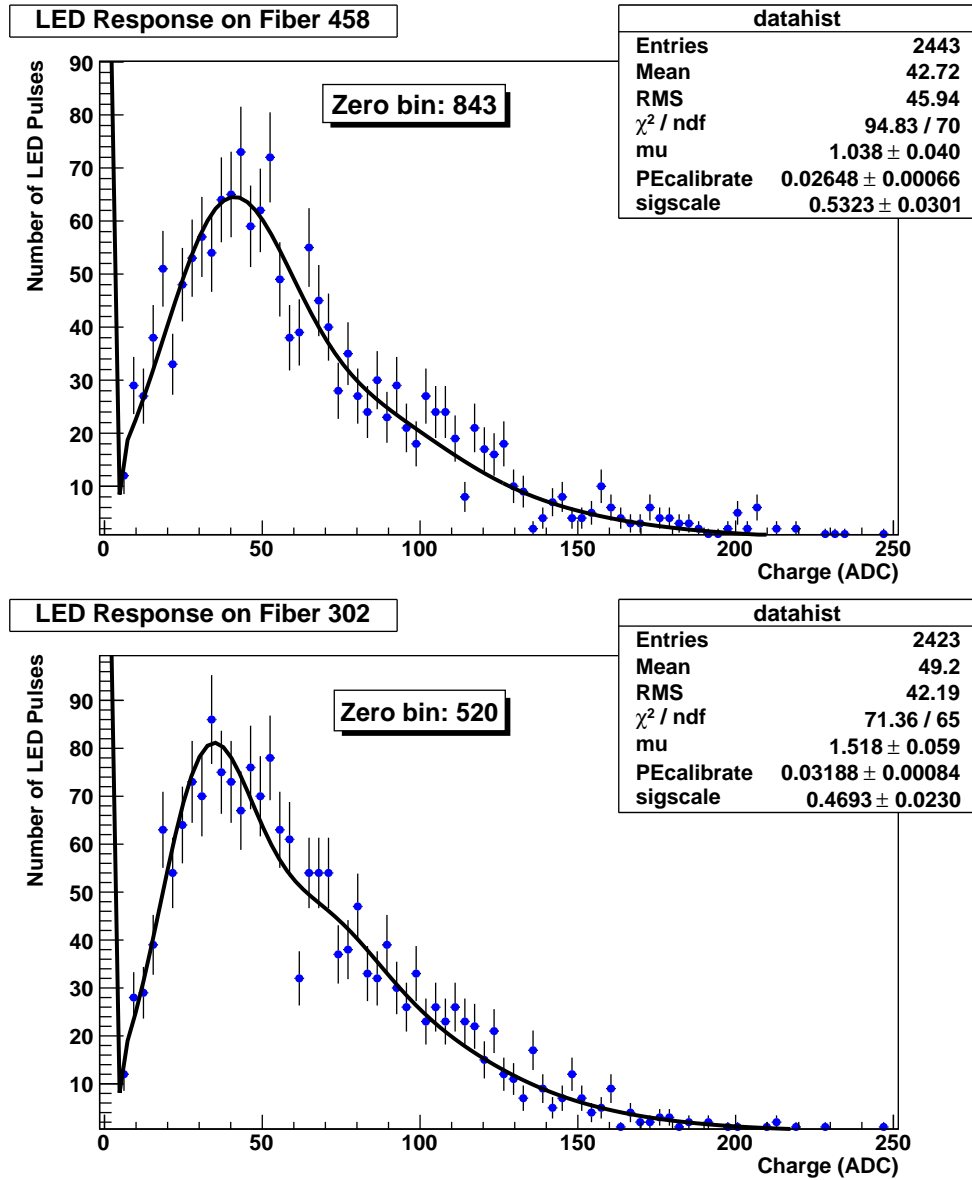 LED Response on Fiber 458
datahist
Entries 2443
Mean 42.72
RMS 45.94
χ² / ndf 94.83 / 70
mu 1.038 ± 0.040
PEcalibrate 0.02648 ± 0.00066
sigscale 0.5323 ± 0.0301
Zero bin: 843
Number of LED Pulses
90
80
70
60
50
40
30
20
10
0 50 100 150 200 250
Charge (ADC)
LED Response on Fiber 302
datahist
Entries 2423
Mean 49.2
RMS 42.19
χ² / ndf 71.36 / 65
mu 1.518 ± 0.059
PEcalibrate 0.03188 ± 0.00084
sigscale 0.4693 ± 0.0230
Zero bin: 520
Number of LED Pulses
90
80
70
60
50
40
30
20
10
0 50 100 150 200 250
Charge (ADC)